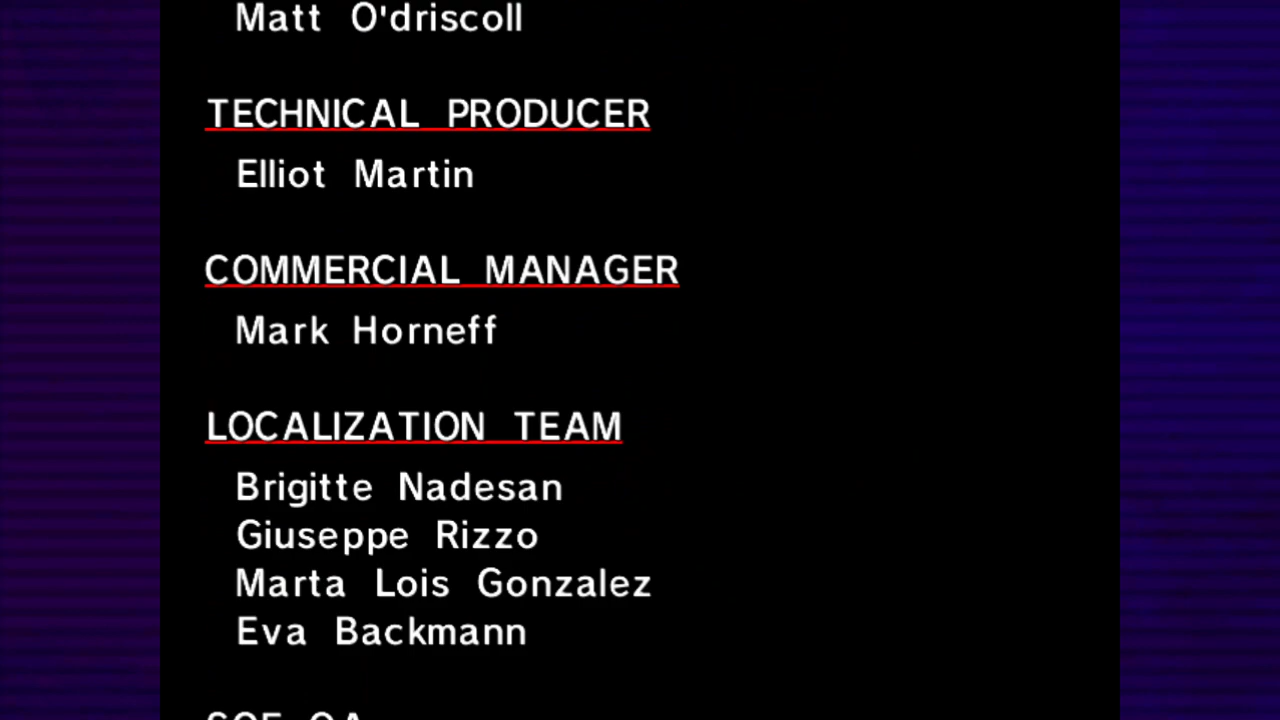 Matt O'driscoll
TECHNICAL PRODUCER
Elliot Martin
COMMERCIAL MANAGER
Mark Horneff
LOCALIZATION TEAM
Brigitte Nadesan
Giuseppe Rizzo
Marta Lois Gonzalez
Eva Backmann